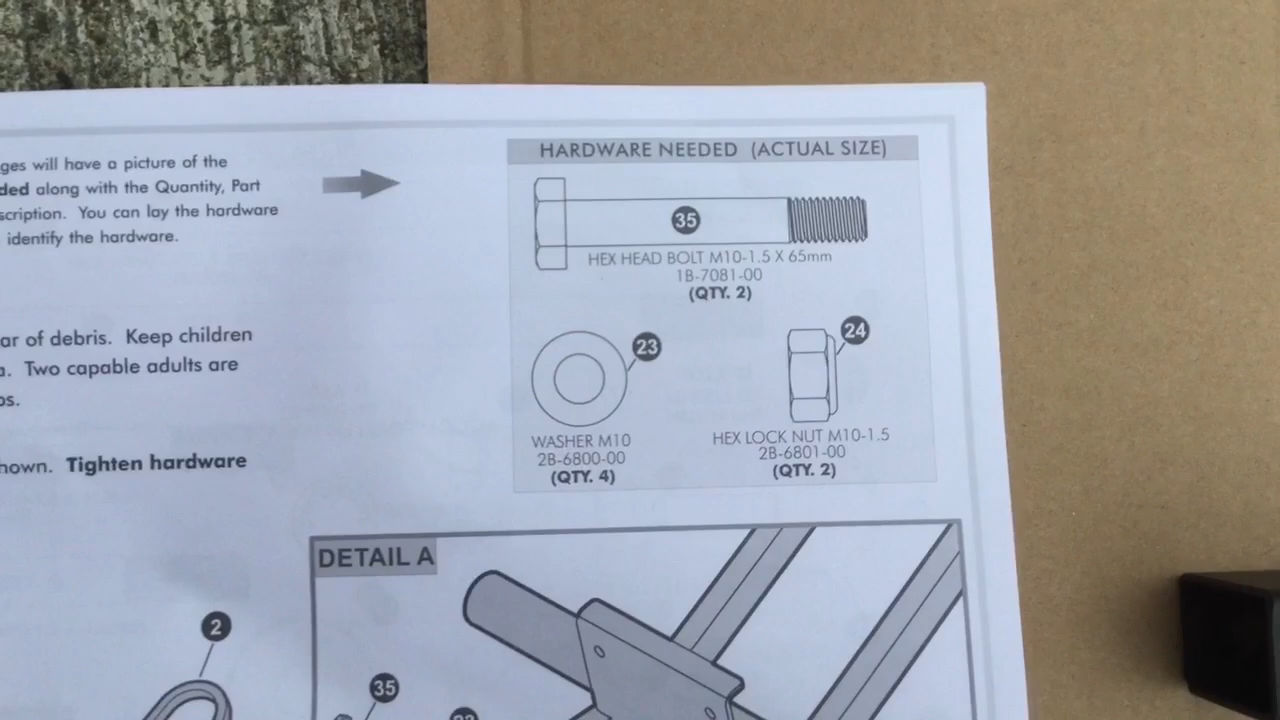 ges will have a picture of the
ded along with the Quantity, Part
scription. You can lay the hardware
identify the hardware.
ar of debris. Keep children
a. Two capable adults are
os.
hown. Tighten hardware
HARDWARE NEEDED (ACTUAL SIZE)
35
HEX HEAD BOLT M10-1.5 X 65mm
1B-7081-00
(QTY. 2)
23
WASHER M10
2B-6800-00
(QTY. 4)
24
HEX LOCK NUT M10-1.5
2B-6801-00
(QTY. 2)
DETAIL A
2
35